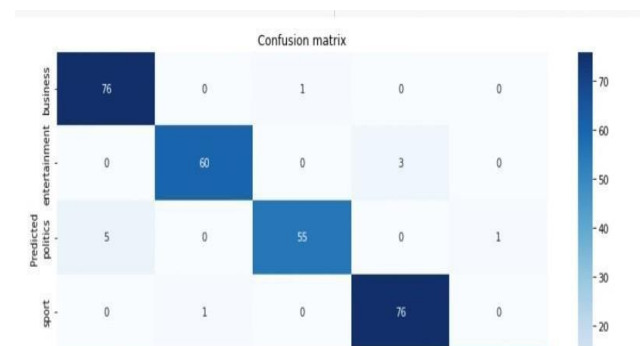 Confusion matrix
business
76 0 1 0 0
70
60
entertainment
0 60 0 3 0
50
Predicted
politics
5 0 55 0 1
40
30
sport
0 1 0 76 0
20